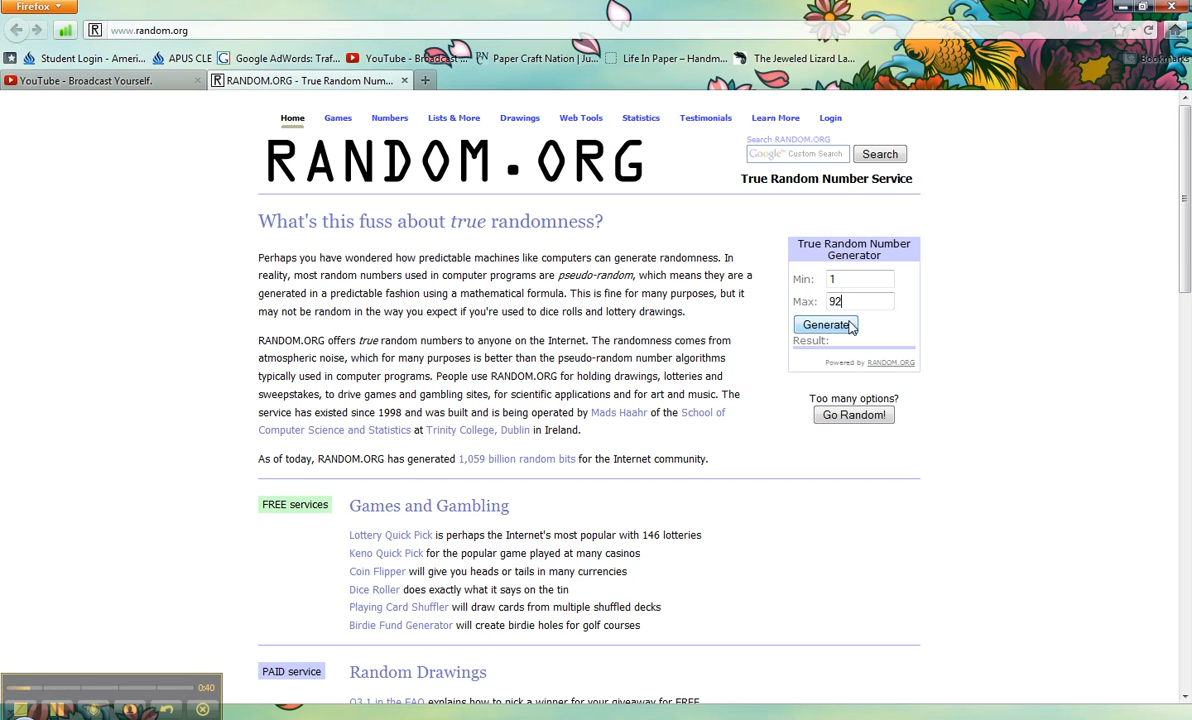 Firefox
www.random.org
Student Login - Ameri...
APUS CLE
Google AdWords: Traf...
YouTube - Broadcast ...
Paper Craft Nation | Ju...
Life In Paper – Handm...
The Jeweled Lizard La...
Bookmarks
YouTube - Broadcast Yourself.
RANDOM.ORG - True Random Num...
Home Games Numbers Lists & More Drawings Web Tools Statistics Testimonials Learn More Login
RANDOM.ORG
Search RANDOM.ORG
Google™ Custom Search
Search
True Random Number Service
What's this fuss about true randomness?
Perhaps you have wondered how predictable machines like computers can generate randomness. In
reality, most random numbers used in computer programs are pseudo-random, which means they are a
generated in a predictable fashion using a mathematical formula. This is fine for many purposes, but it
may not be random in the way you expect if you're used to dice rolls and lottery drawings.
RANDOM.ORG offers true random numbers to anyone on the Internet. The randomness comes from
atmospheric noise, which for many purposes is better than the pseudo-random number algorithms
typically used in computer programs. People use RANDOM.ORG for holding drawings, lotteries and
sweepstakes, to drive games and gambling sites, for scientific applications and for art and music. The
service has existed since 1998 and was built and is being operated by Mads Haahr of the School of
Computer Science and Statistics at Trinity College, Dublin in Ireland.
As of today, RANDOM.ORG has generated 1,059 billion random bits for the Internet community.
True Random Number
Generator
Min: 1
Max: 92
Generate
Result:
Powered by RANDOM.ORG
Too many options?
Go Random!
FREE services
Games and Gambling
Lottery Quick Pick is perhaps the Internet's most popular with 146 lotteries
Keno Quick Pick for the popular game played at many casinos
Coin Flipper will give you heads or tails in many currencies
Dice Roller does exactly what it says on the tin
Playing Card Shuffler will draw cards from multiple shuffled decks
Birdie Fund Generator will create birdie holes for golf courses
PAID service
Random Drawings
Q3.1 in the FAQ explains how to pick a winner for your giveaway for FREE
0:40